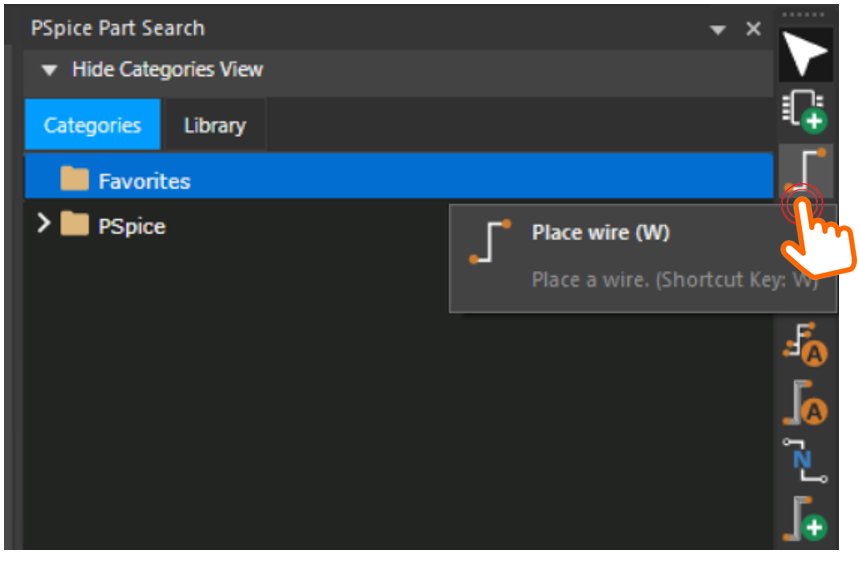 PSpice Part Search
Hide Categories View
Categories Library
Favorites
PSpice
Place wire (W)
Place a wire. (Shortcut Key: W)
A
A
N